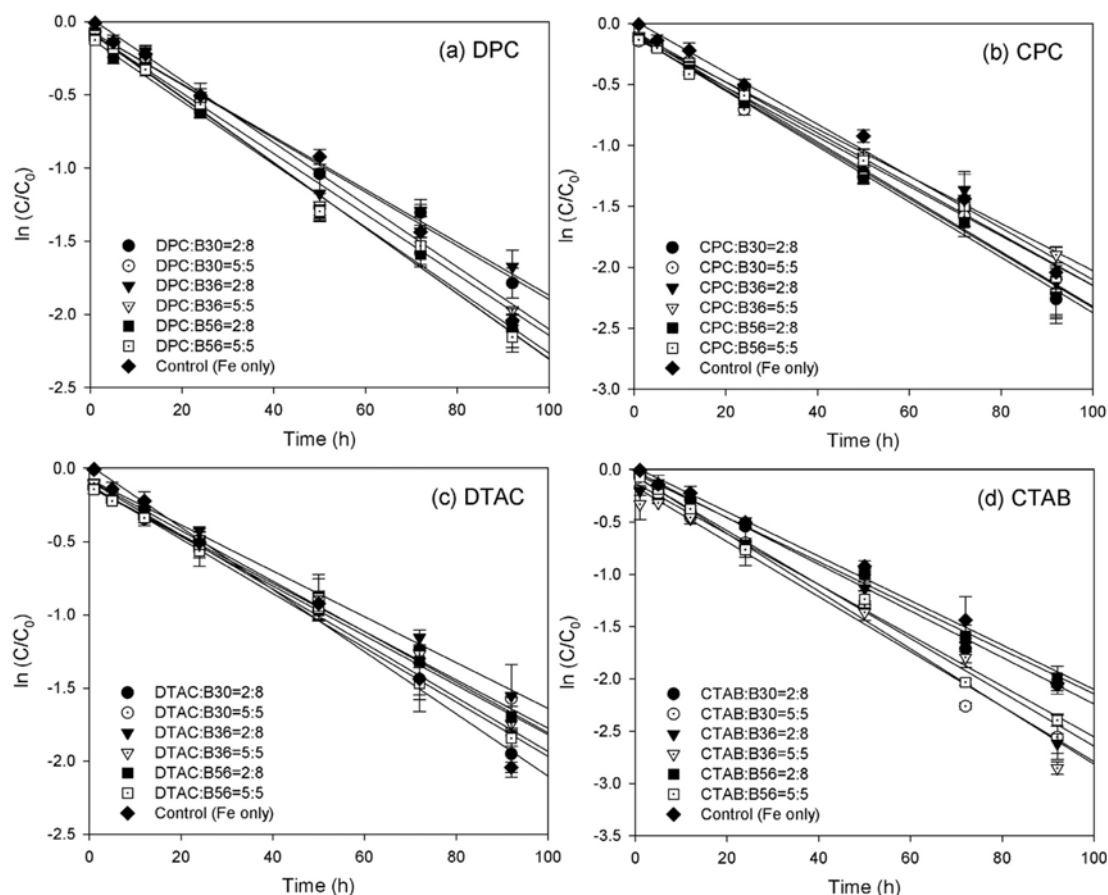 (a) DPC
0.0
-0.5
-1.0
-1.5
-2.0
-2.5
ln (C/C0)
DPC:B30=2:8
DPC:B30=5:5
DPC:B36=2:8
DPC:B36=5:5
DPC:B56=2:8
DPC:B56=5:5
Control (Fe only)
0 20 40 60 80 100
Time (h)
(b) CPC
0.0
-0.5
-1.0
-1.5
-2.0
-2.5
-3.0
ln (C/C0)
CPC:B30=2:8
CPC:B30=5:5
CPC:B36=2:8
CPC:B36=5:5
CPC:B56=2:8
CPC:B56=5:5
Control (Fe only)
0 20 40 60 80 100
Time (h)
(c) DTAC
0.0
-0.5
-1.0
-1.5
-2.0
-2.5
ln (C/C0)
DTAC:B30=2:8
DTAC:B30=5:5
DTAC:B36=2:8
DTAC:B36=5:5
DTAC:B56=2:8
DTAC:B56=5:5
Control (Fe only)
0 20 40 60 80 100
Time (h)
(d) CTAB
0.0
-0.5
-1.0
-1.5
-2.0
-2.5
-3.0
-3.5
ln (C/C0)
CTAB:B30=2:8
CTAB:B30=5:5
CTAB:B36=2:8
CTAB:B36=5:5
CTAB:B56=2:8
CTAB:B56=5:5
Control (Fe only)
0 20 40 60 80 100
Time (h)